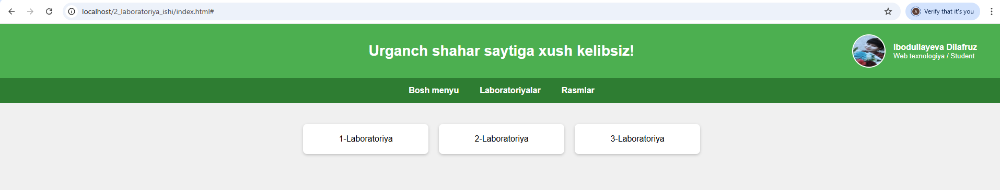 localhost/2_laboratoriya_ishi/index.html#
A
Verify that it's you
Urganch shahar saytiga xush kelibsiz!
Ibodullayeva Dilafruz
Web texnologiya / Student
Bosh menyu Laboratoriyalar Rasmlar
1-Laboratoriya 2-Laboratoriya 3-Laboratoriya